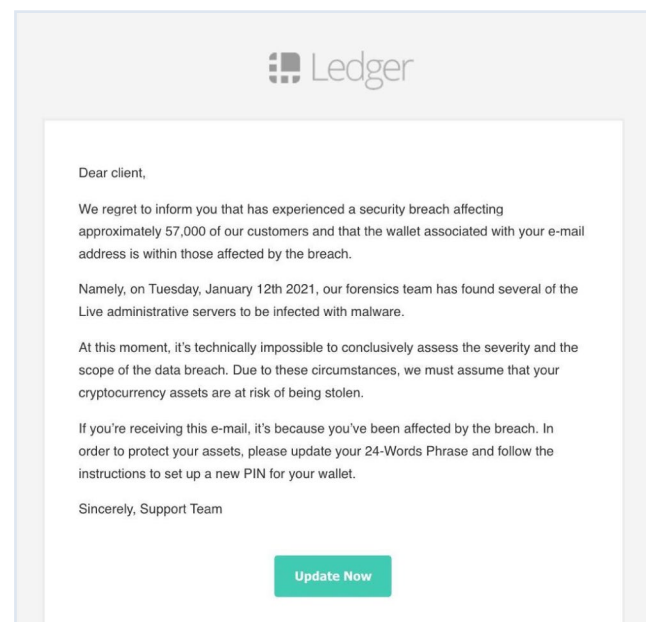 Ledger
Dear client,
We regret to inform you that has experienced a security breach affecting
approximately 57,000 of our customers and that the wallet associated with your e-mail
address is within those affected by the breach.
Namely, on Tuesday, January 12th 2021, our forensics team has found several of the
Live administrative servers to be infected with malware.
At this moment, it's technically impossible to conclusively assess the severity and the
scope of the data breach. Due to these circumstances, we must assume that your
cryptocurrency assets are at risk of being stolen.
If you're receiving this e-mail, it's because you've been affected by the breach. In
order to protect your assets, please update your 24-Words Phrase and follow the
instructions to set up a new PIN for your wallet.
Sincerely, Support Team
Update Now